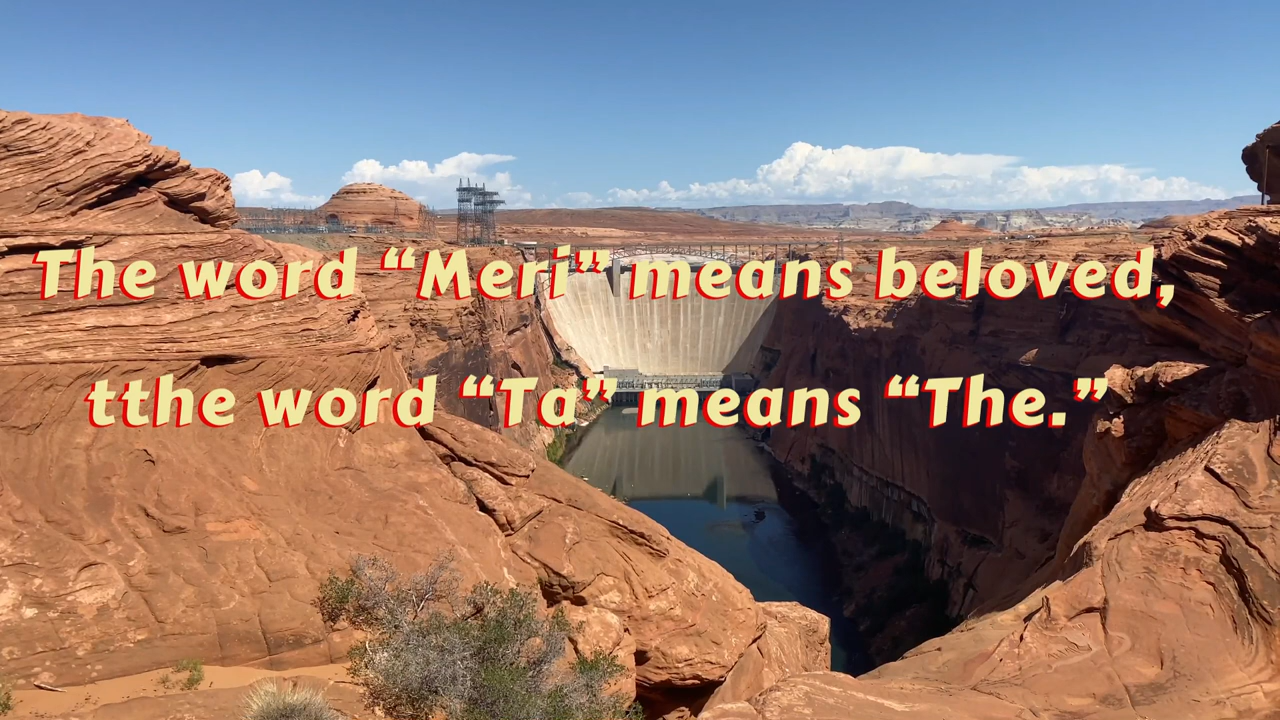 The word “Meri” means beloved,
tthe word “Ta” means “The.”